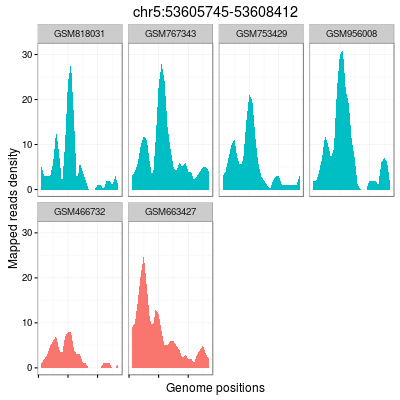 chr5:53605745-53608412
GSM818031 GSM767343 GSM753429 GSM956008
30
20
10
0
GSM466732 GSM663427
30
20
10
0
Mapped reads density
Genome positions